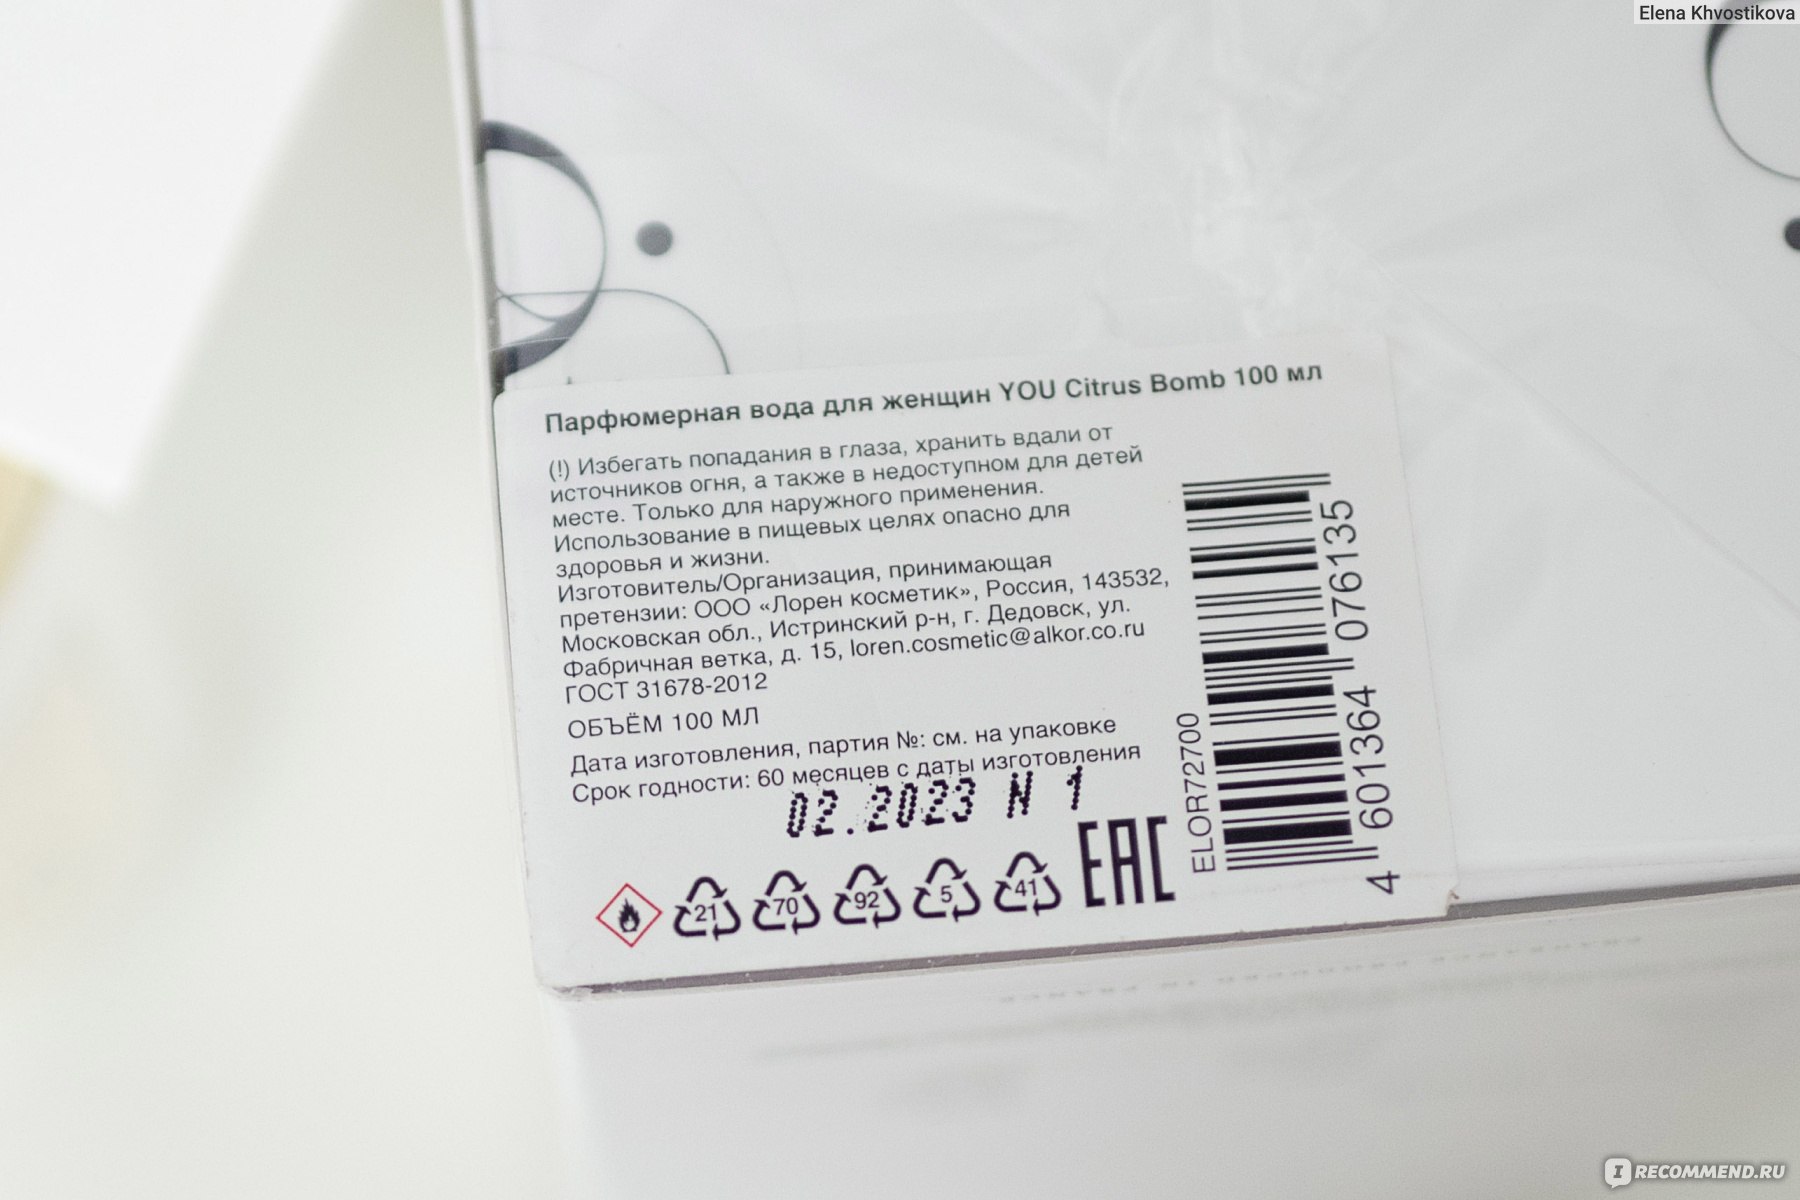 Elena Khvostikova
Парфюмерная вода для женщин YOU Citrus Bomb 100 мл
(!) Избегать попадания в глаза, хранить вдали от
источников огня, а также в недоступном для детей
месте. Только для наружного применения.
Использование в пищевых целях опасно для
здоровья и жизни.
Изготовитель/Организация, принимающая
претензии: ООО «Лорен косметик», Россия, 143532,
Московская обл., Истринский р-н, г. Дедовск, ул.
Фабричная ветка, д. 15, loren.cosmetic@alkor.co.ru
ГОСТ 31678-2012
ОБЪЁМ 100 МЛ
Дата изготовления, партия №: см. на упаковке
Срок годности: 60 месяцев с даты изготовления
02.2023 N 1
21 70 92 5 41 EAC
ELOR72700
4 601364 076135
IRECOMMEND.RU